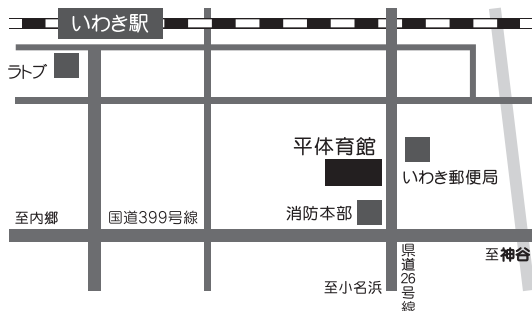 いわき駅
ラトブ
平体育館
いわき郵便局
消防本部
至内郷
国道399号線
至神谷
県道26号線
至小名浜